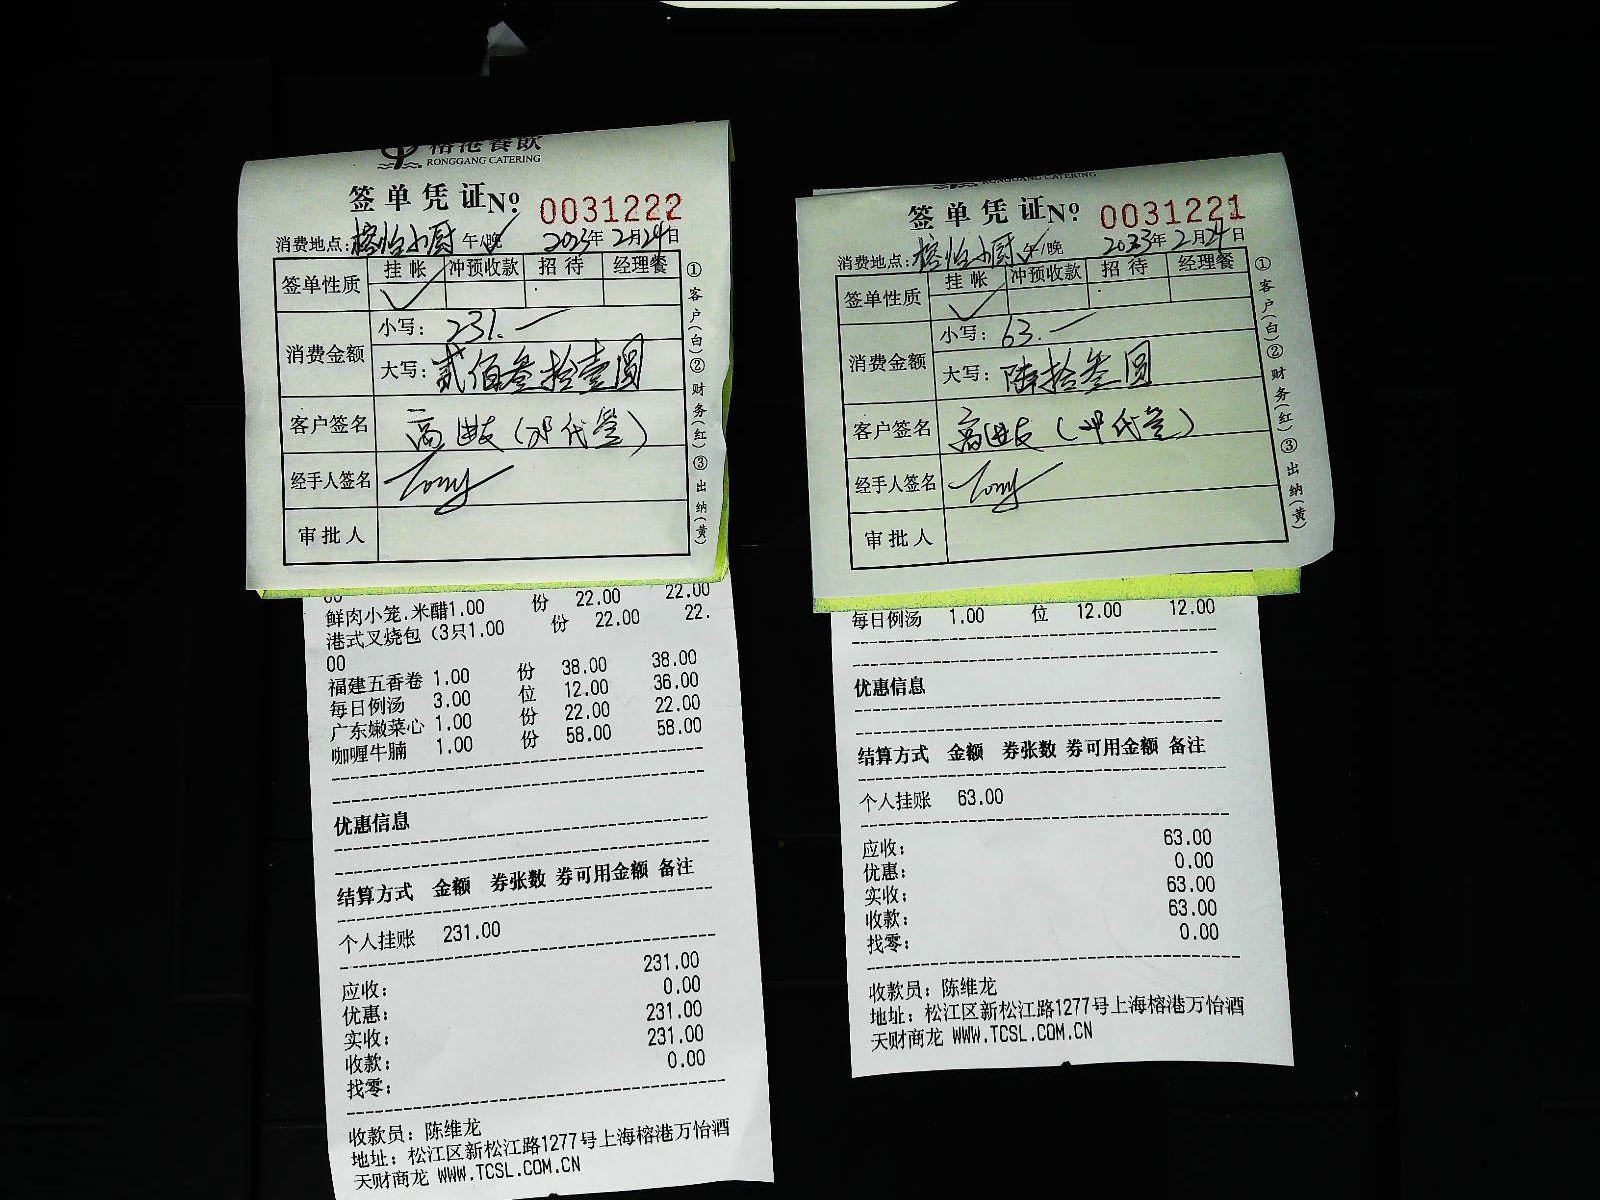 榕港餐饮
RONGGANG CATERING
签单凭证No. 0031222
消费地点:榕怡小厨 午/晚 2023年2月24日
签单性质 挂帐 冲预收款 招待 经理餐
消费金额
小写: 231.—
大写: 贰佰叁拾壹圆
客户签名 高进友(邓代签)
经手人签名 Tony
审批人
①客户(白)②财务(红)③出纳(黄)
00
鲜肉小笼.米醋1.00 份 22.00 22.00
港式叉烧包(3只1.00 份 22.00 22.
00
福建五香卷 1.00 份 38.00 38.00
每日例汤 3.00 位 12.00 36.00
广东嫩菜心 1.00 份 22.00 22.00
咖喱牛腩 1.00 份 58.00 58.00
优惠信息
结算方式 金额 券张数 券可用金额 备注
个人挂账 231.00
应收: 231.00
优惠: 0.00
实收: 231.00
收款: 231.00
找零: 0.00
收款员: 陈维龙
地址: 松江区新松江路1277号上海榕港万怡酒
天财商龙 WWW.TCSL.COM.CN
RONGGANG CATERING
签单凭证No. 0031221
消费地点:榕怡小厨 午/晚 2023年2月24日
签单性质 挂帐 冲预收款 招待 经理餐
消费金额
小写: 63.—
大写: 陆拾叁圆
客户签名 高进友(邓代签)
经手人签名 Tony
审批人
①客户(白)②财务(红)③出纳(黄)
每日例汤 1.00 位 12.00 12.00
优惠信息
结算方式 金额 券张数 券可用金额 备注
个人挂账 63.00
应收: 63.00
优惠: 0.00
实收: 63.00
收款: 63.00
找零: 0.00
收款员: 陈维龙
地址: 松江区新松江路1277号上海榕港万怡酒
天财商龙 WWW.TCSL.COM.CN